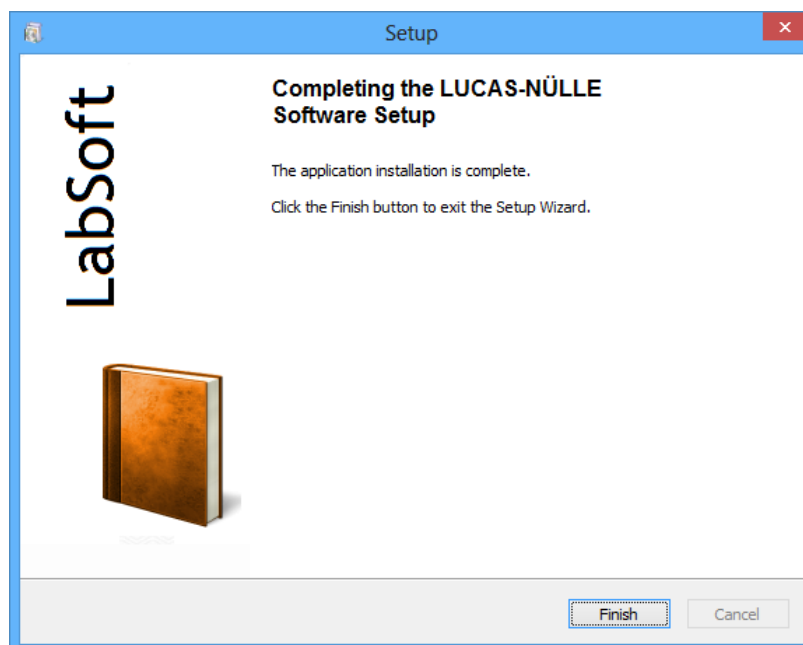 Setup
LabSoft
Completing the LUCAS-NÜLLE
Software Setup
The application installation is complete.
Click the Finish button to exit the Setup Wizard.
Finish
Cancel